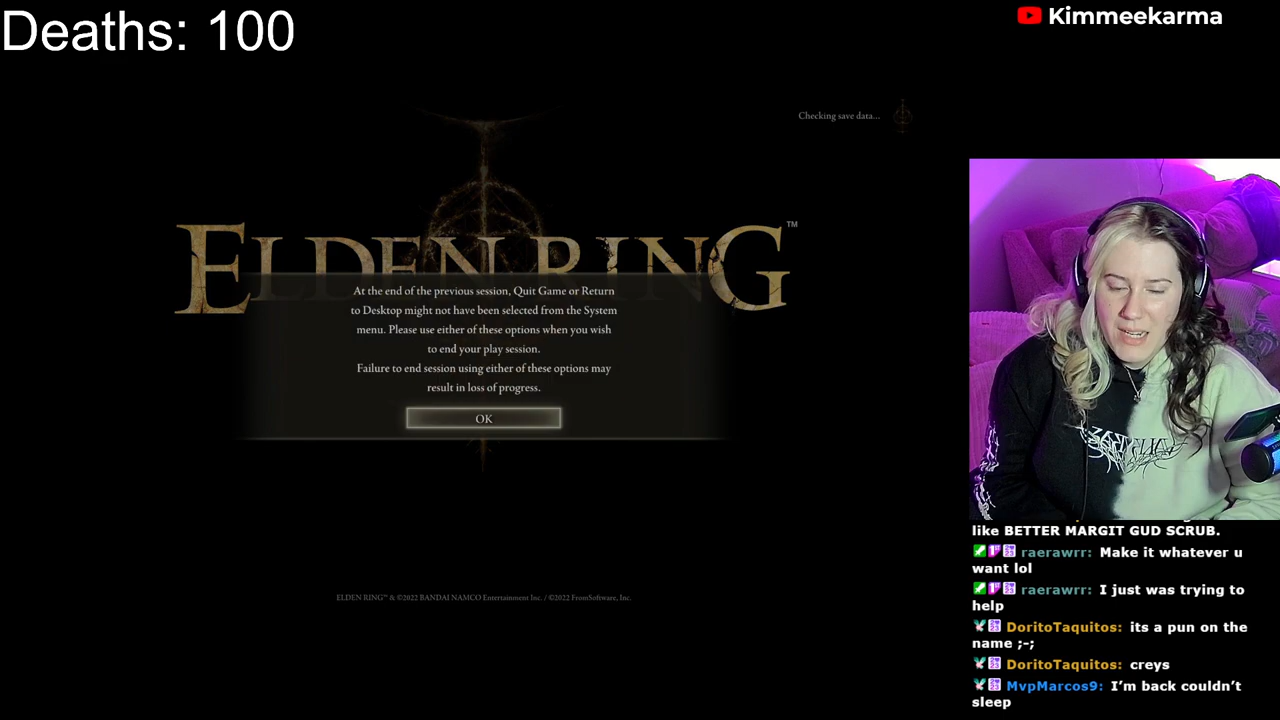 Deaths: 100
Kimmeekarma
Checking save data...
ELDEN RING™
At the end of the previous session, Quit Game or Return
to Desktop might not have been selected from the System
menu. Please use either of these options when you wish
to end your play session.
Failure to end session using either of these options may
result in loss of progress.
OK
ELDEN RING™ & ©2022 BANDAI NAMCO Entertainment Inc. / ©2022 FromSoftware, Inc.
like BETTER MARGIT GUD SCRUB.
raerawrr: Make it whatever u
want lol
raerawrr: I just was trying to
help
DoritoTaquitos: its a pun on the
name ;-;
DoritoTaquitos: creys
MvpMarcos9: I’m back couldn’t
sleep